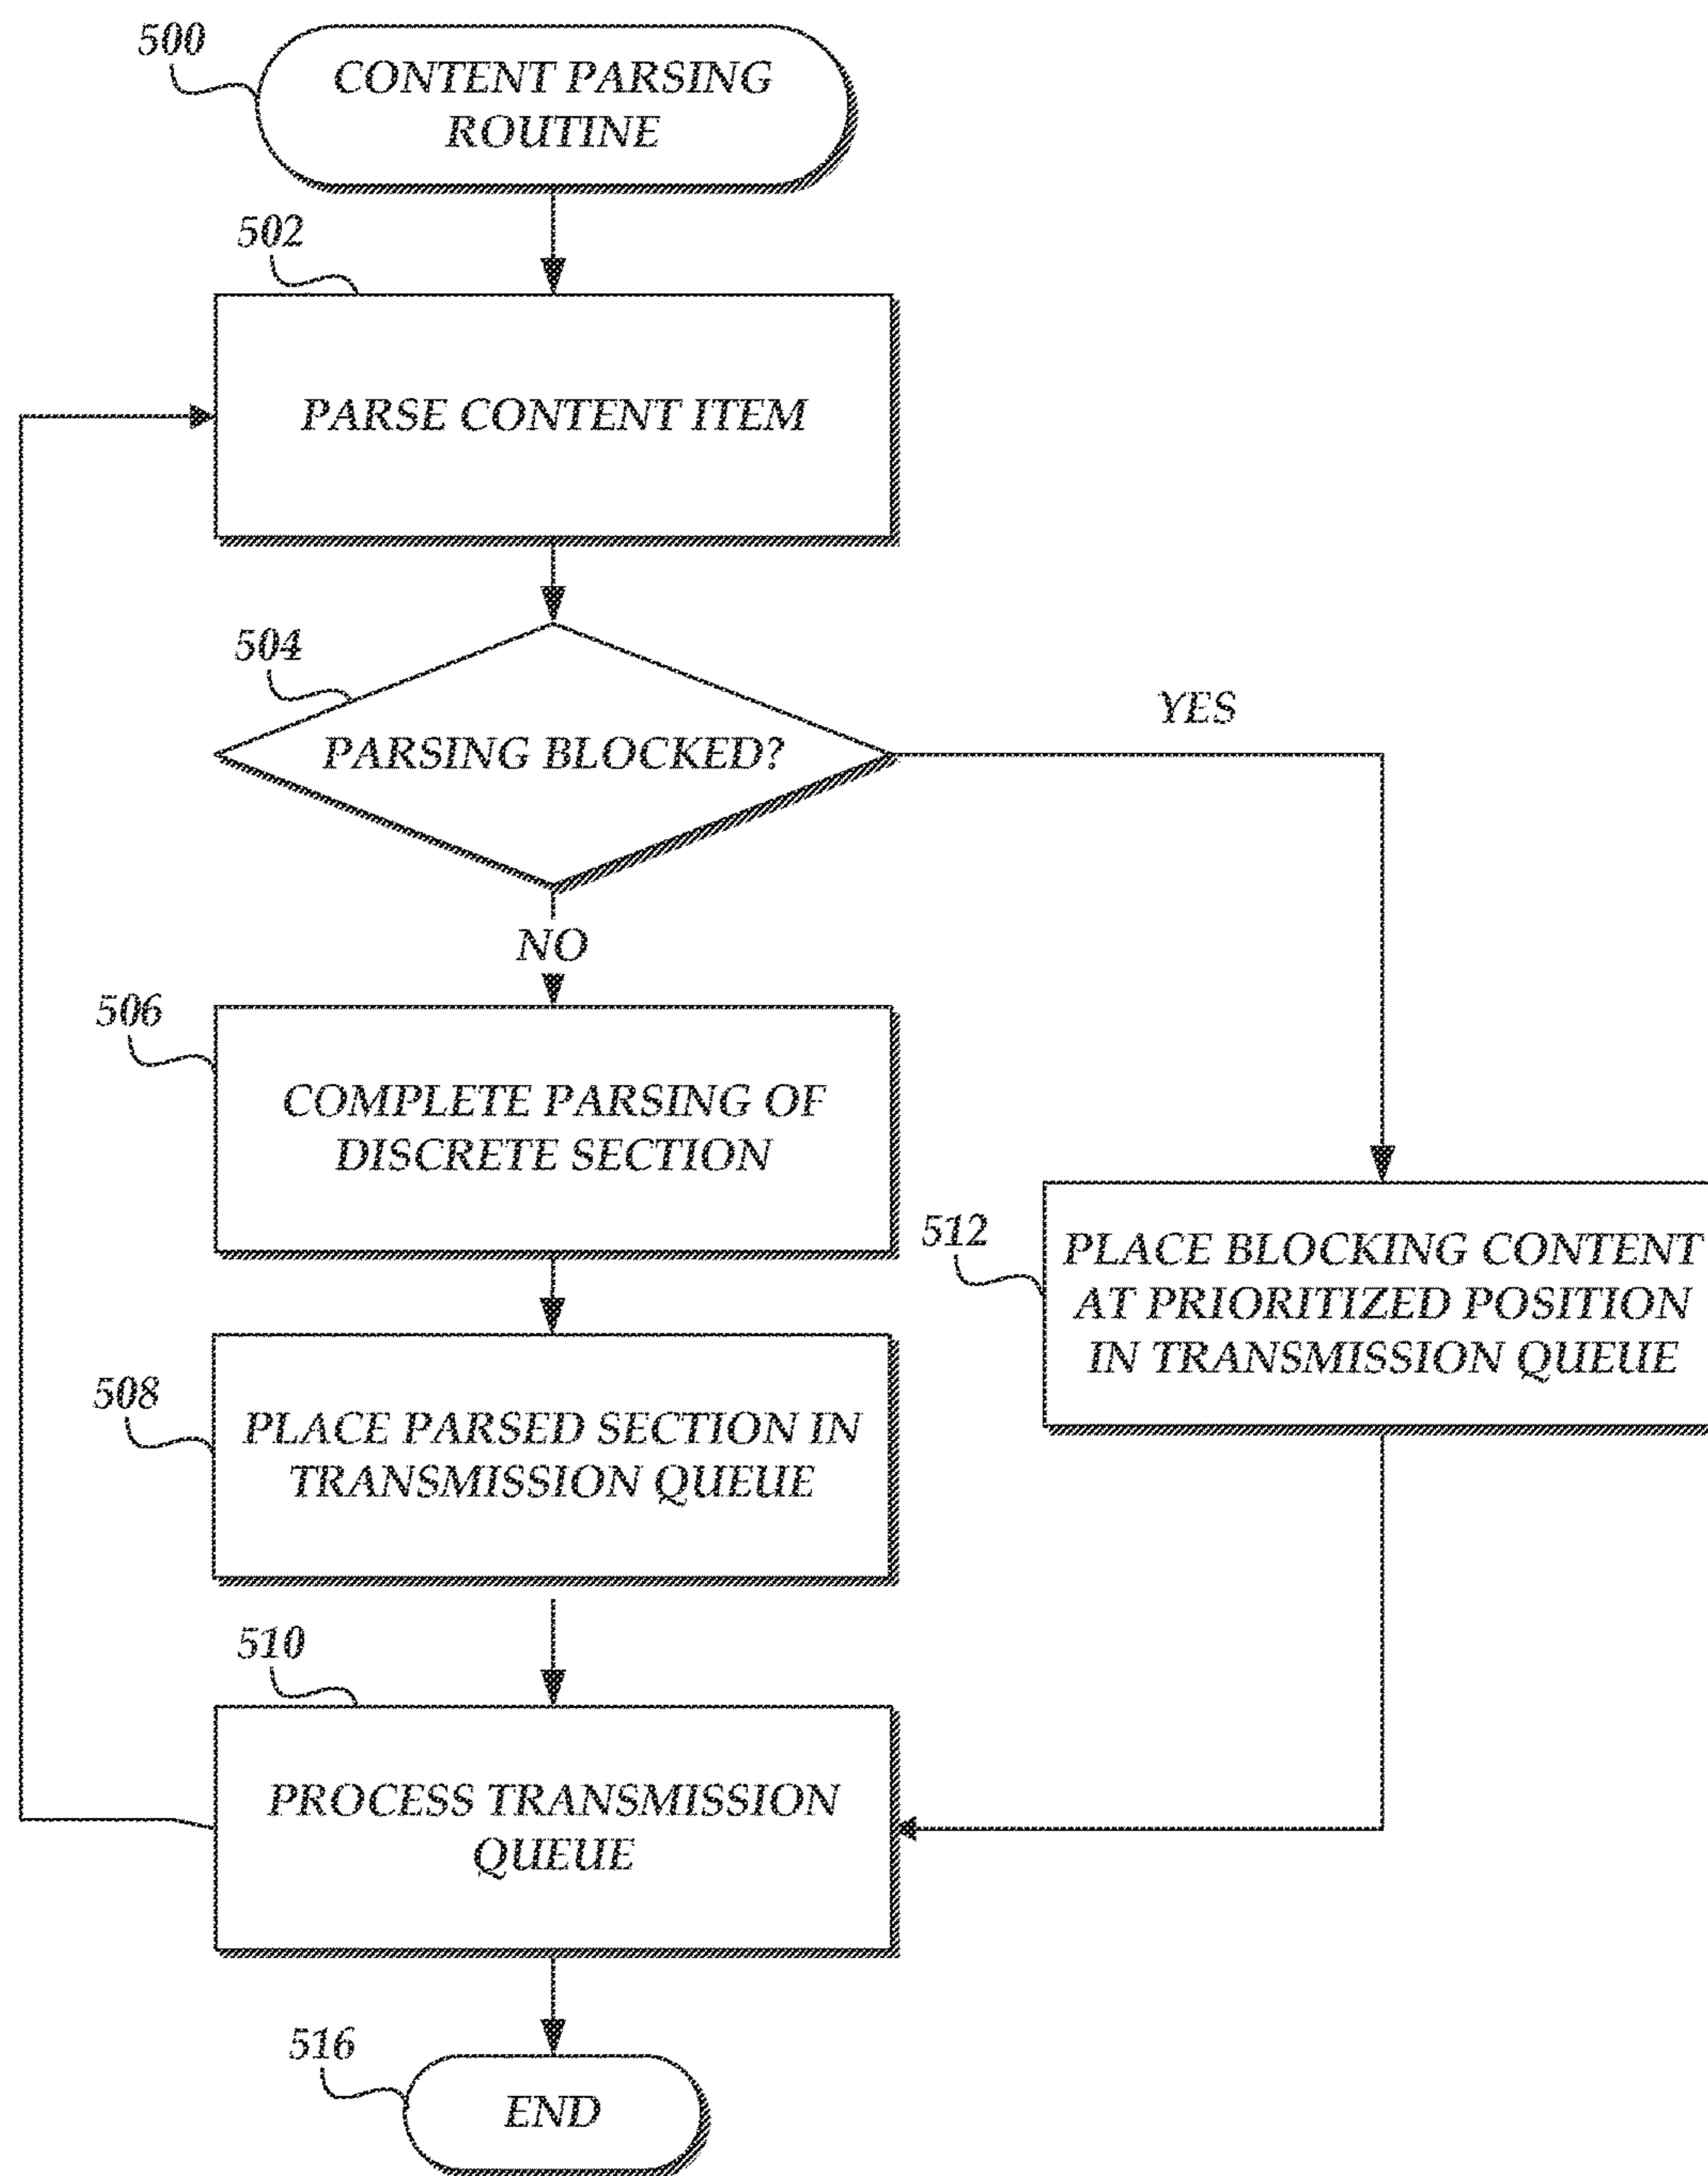 500
CONTENT PARSING
ROUTINE
502
PARSE CONTENT ITEM
504
PARSING BLOCKED?
YES
NO
506
COMPLETE PARSING OF
DISCRETE SECTION
512
PLACE BLOCKING CONTENT
AT PRIORITIZED POSITION
IN TRANSMISSION QUEUE
508
PLACE PARSED SECTION IN
TRANSMISSION QUEUE
510
PROCESS TRANSMISSION
QUEUE
516
END